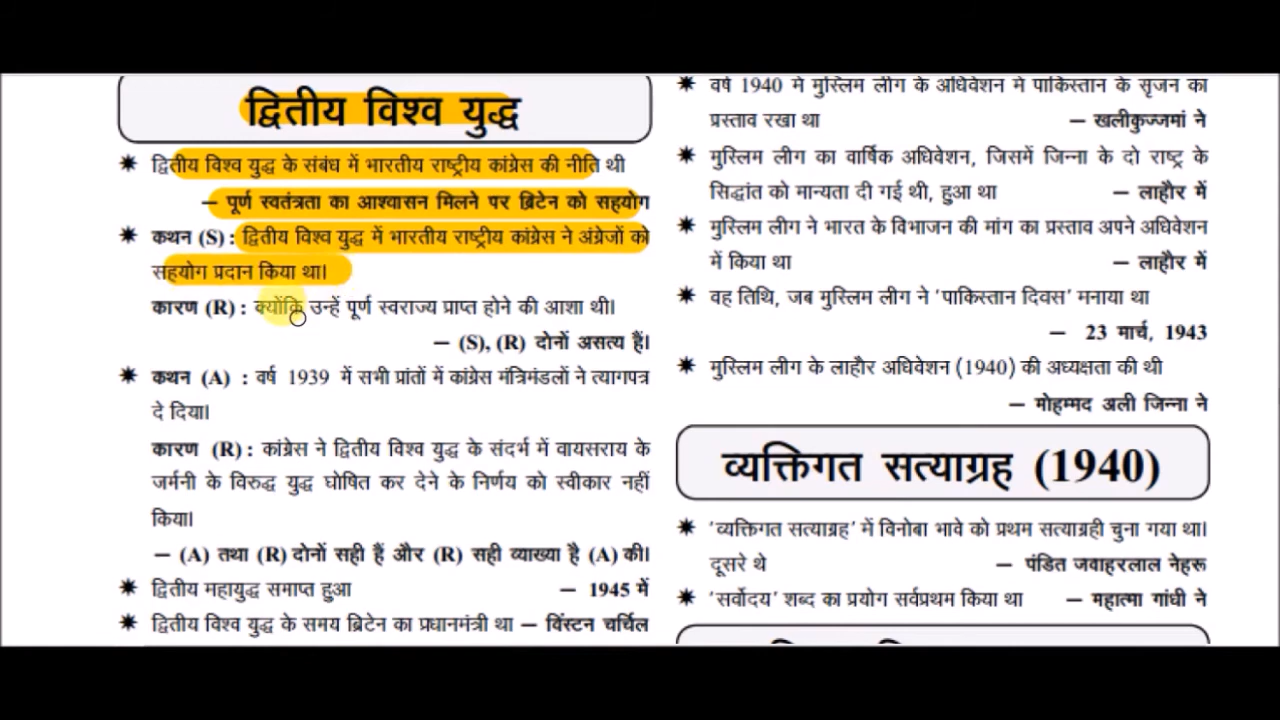 द्वितीय विश्व युद्ध
✷ द्वितीय विश्व युद्ध के संबंध में भारतीय राष्ट्रीय कांग्रेस की नीति थी
– पूर्ण स्वतंत्रता का आश्वासन मिलने पर ब्रिटेन को सहयोग
✷ कथन (S) : द्वितीय विश्व युद्ध में भारतीय राष्ट्रीय कांग्रेस ने अंग्रेजों को
सहयोग प्रदान किया था।
कारण (R) : क्योंकि उन्हें पूर्ण स्वराज्य प्राप्त होने की आशा थी।
– (S), (R) दोनों असत्य हैं।
✷ कथन (A) : वर्ष 1939 में सभी प्रांतों में कांग्रेस मंत्रिमंडलों ने त्यागपत्र
दे दिया।
कारण (R) : कांग्रेस ने द्वितीय विश्व युद्ध के संदर्भ में वायसराय के
जर्मनी के विरुद्ध युद्ध घोषित कर देने के निर्णय को स्वीकार नहीं
किया।
– (A) तथा (R) दोनों सही हैं और (R) सही व्याख्या है (A) की।
✷ द्वितीय महायुद्ध समाप्त हुआ – 1945 में
✷ द्वितीय विश्व युद्ध के समय ब्रिटेन का प्रधानमंत्री था – विंस्टन चर्चिल
✷ वर्ष 1940 में मुस्लिम लीग के अधिवेशन में पाकिस्तान के सृजन का
प्रस्ताव रखा था – खलीकुज्जमां ने
✷ मुस्लिम लीग का वार्षिक अधिवेशन, जिसमें जिन्ना के दो राष्ट्र के
सिद्धांत को मान्यता दी गई थी, हुआ था – लाहौर में
✷ मुस्लिम लीग ने भारत के विभाजन की मांग का प्रस्ताव अपने अधिवेशन
में किया था – लाहौर में
✷ वह तिथि, जब मुस्लिम लीग ने 'पाकिस्तान दिवस' मनाया था
– 23 मार्च, 1943
✷ मुस्लिम लीग के लाहौर अधिवेशन (1940) की अध्यक्षता की थी
– मोहम्मद अली जिन्ना ने
व्यक्तिगत सत्याग्रह (1940)
✷ 'व्यक्तिगत सत्याग्रह' में विनोबा भावे को प्रथम सत्याग्रही चुना गया था।
दूसरे थे – पंडित जवाहरलाल नेहरू
✷ 'सर्वोदय' शब्द का प्रयोग सर्वप्रथम किया था – महात्मा गांधी ने